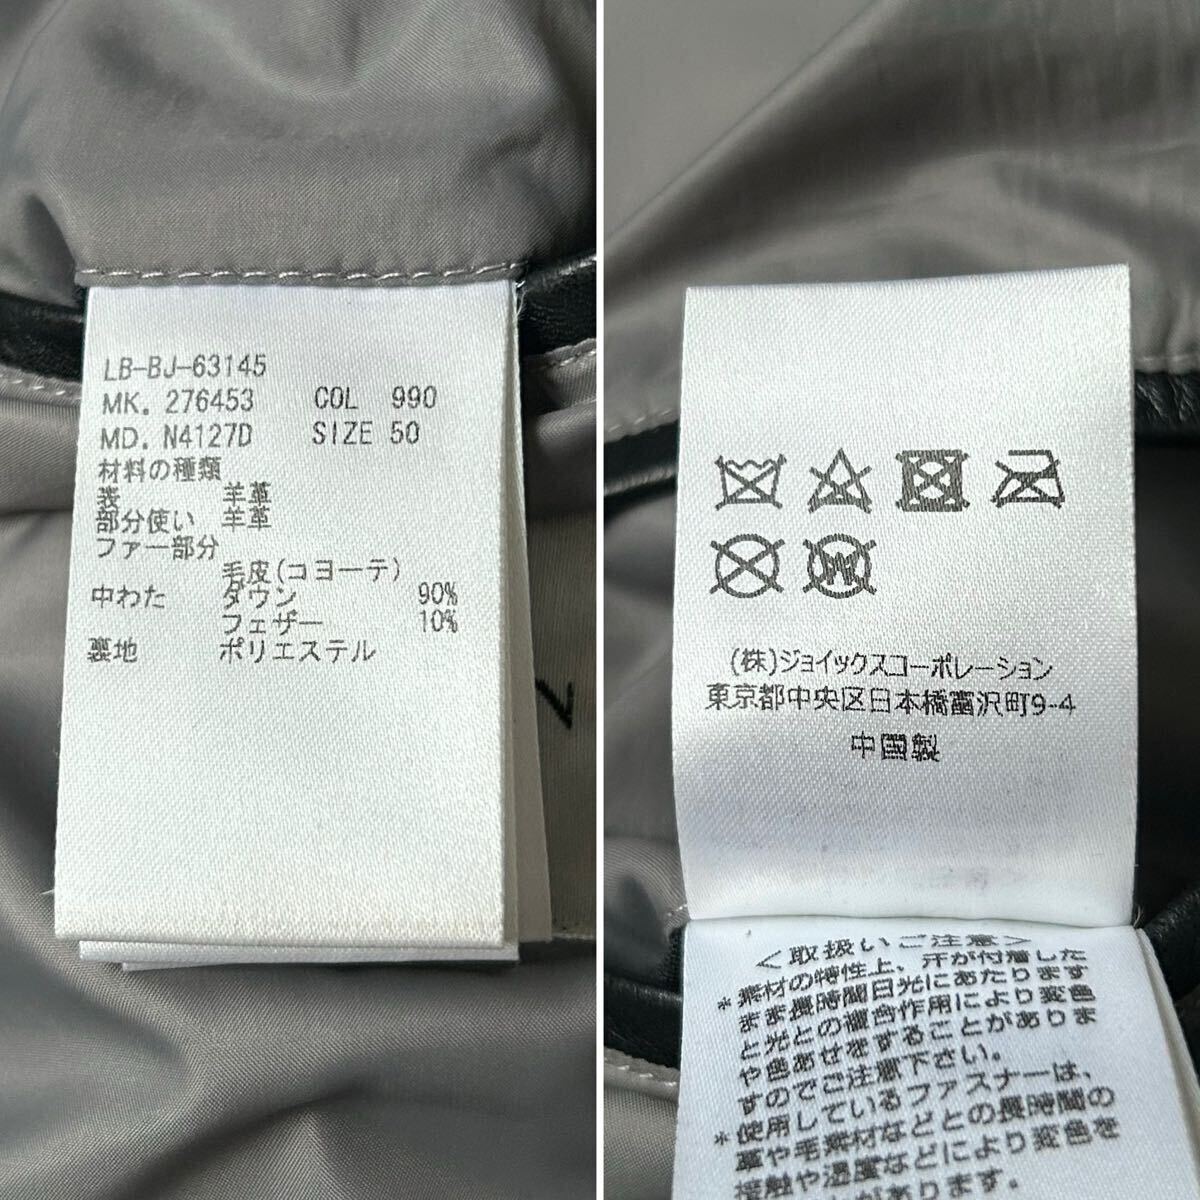 LB-BJ-63145
MK. 276453 COL 990
MD. N4127D SIZE 50
材料の種類
表 羊革
部分使い 羊革
ファー部分
毛皮(コヨーテ)
中わた ダウン 90%
フェザー 10%
裏地 ポリエステル
(株)ジョイックスコーポレーション
東京都中央区日本橋富沢町9-4
中国製
<取扱いご注意>
*素材の特性上、汗が付着した
まま長時間日光にあたります
と光との複合作用により変色
や色あせをすることがありま
すのでご注意下さい。
*使用しているファスナーは、
革や毛素材などとの長時間の
接触や湿度などにより変色を